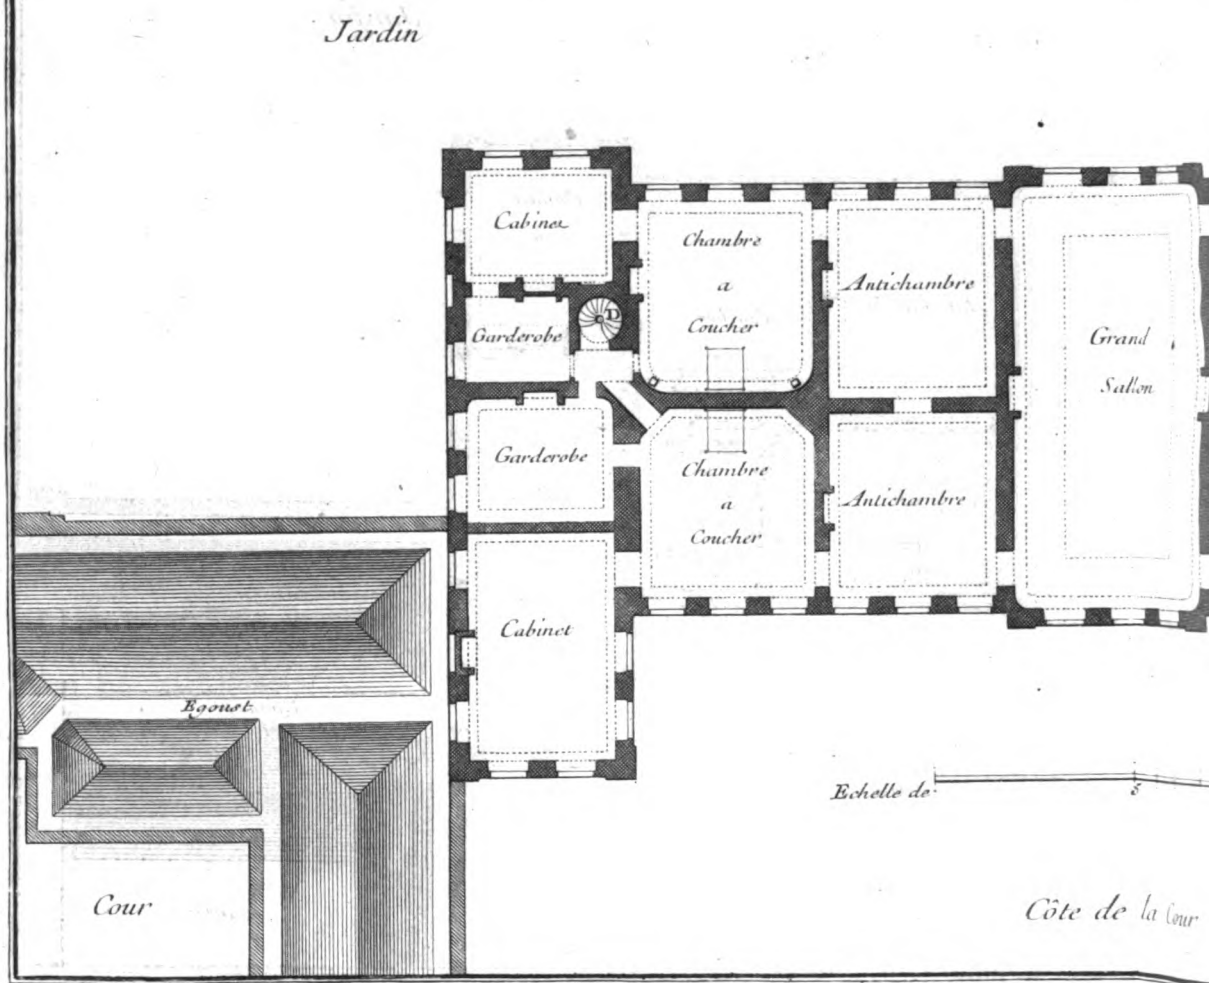 Jardin
Cabinet
Chambre
a
Coucher
Antichambre
D
Garderobe
Grand
Sallon
Garderobe
Chambre
a
Coucher
Antichambre
Cabinet
Egoust
Echelle de
5
Cour
Côte de la Cour